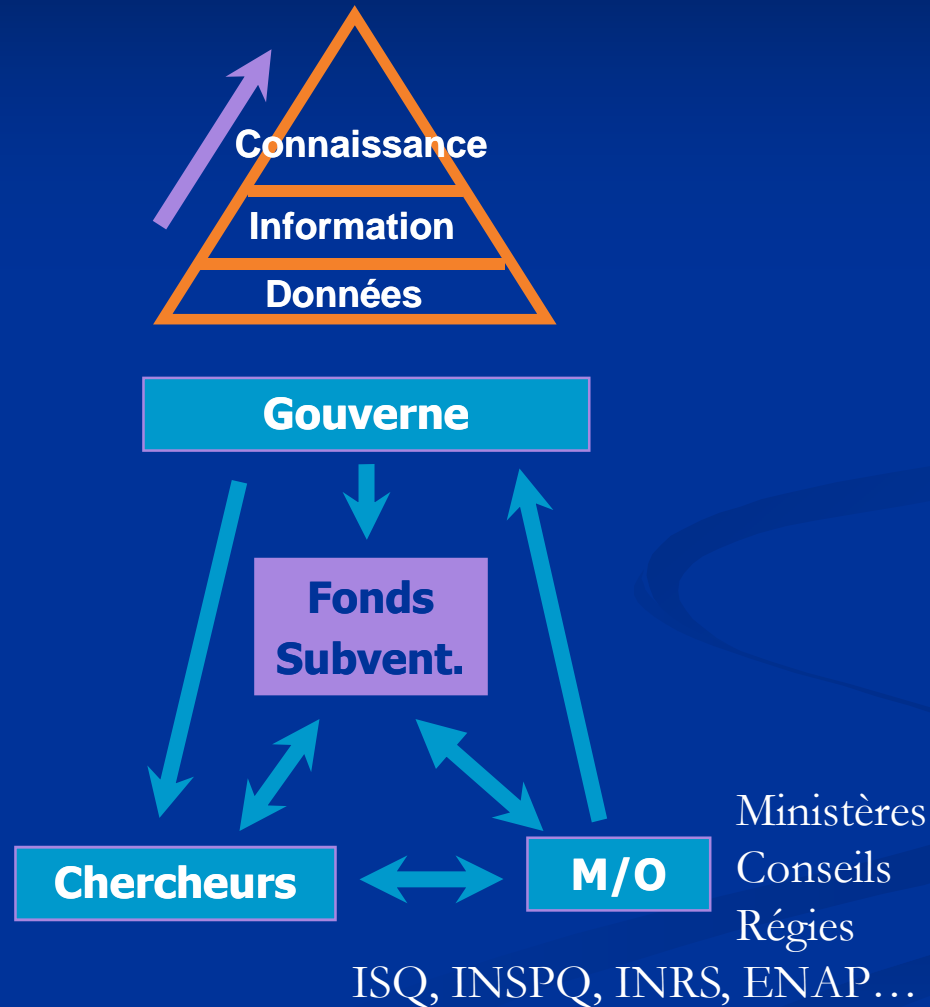 Connaissance
Information
Données
Gouverne
Fonds
Subvent.
Chercheurs
M/O
Ministères
Conseils
Régies
ISQ, INSPQ, INRS, ENAP…